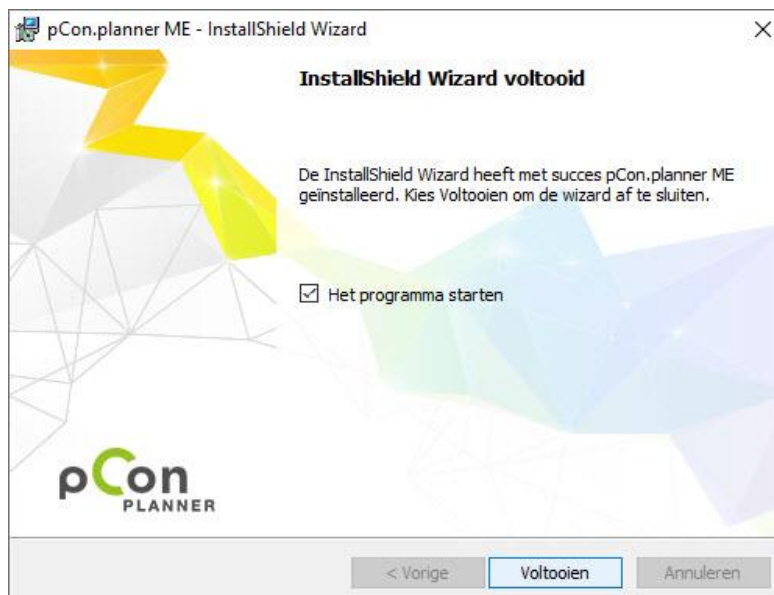 pCon.planner ME - InstallShield Wizard
InstallShield Wizard voltooid
De InstallShield Wizard heeft met succes pCon.planner ME
geïnstalleerd. Kies Voltooien om de wizard af te sluiten.
Het programma starten
pCon
PLANNER
< Vorige
Voltooien
Annuleren